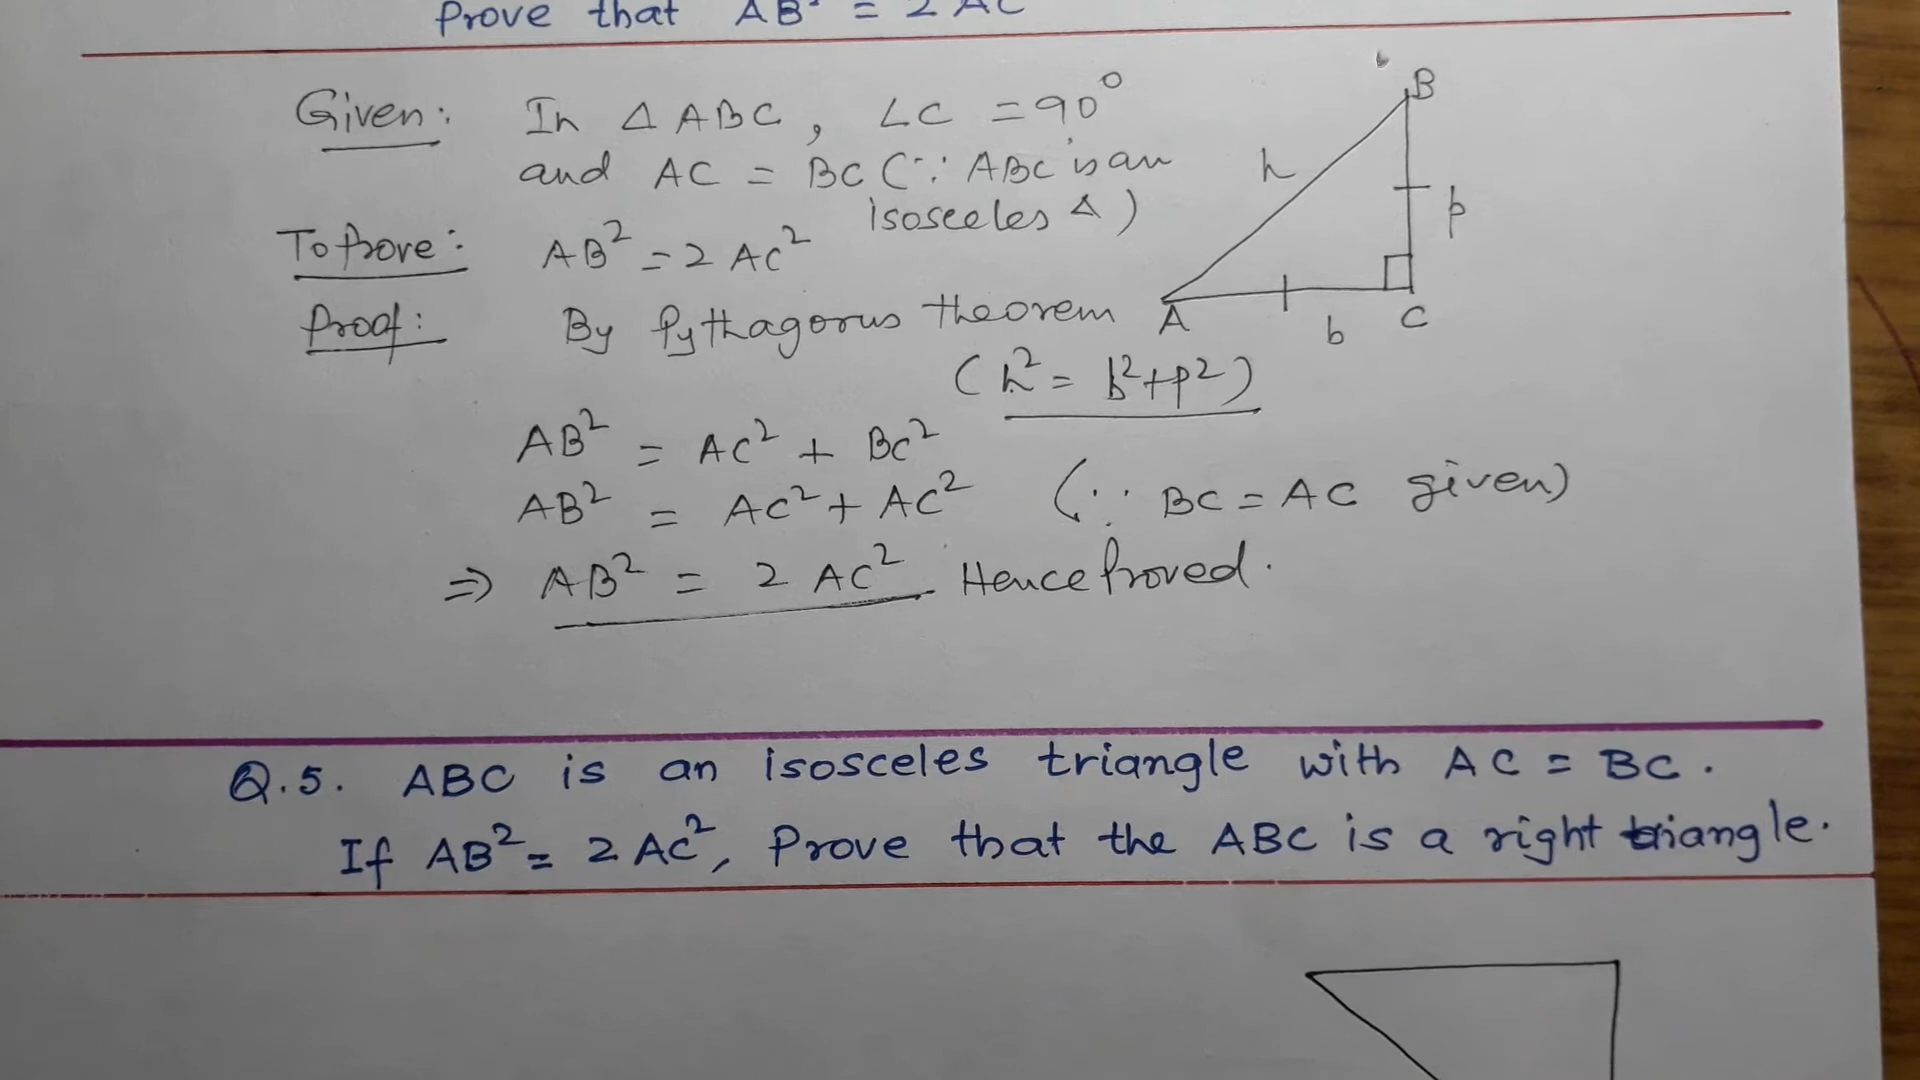 Prove that AB² = 2 AC
Given: In △ ABC, ∠C = 90°
and AC = BC (∵ ABC is an
isosceles △)
To Prove: AB² = 2 AC²
Proof: By Pythagorus theorem
(h² = b² + p²)
AB² = AC² + BC²
AB² = AC² + AC² (∵ BC = AC given)
⇒ AB² = 2 AC² Hence Proved.
B
h
p
A
b
C
Q.5. ABC is an isosceles triangle with AC = BC.
If AB² = 2 AC², Prove that the ABC is a right triangle.